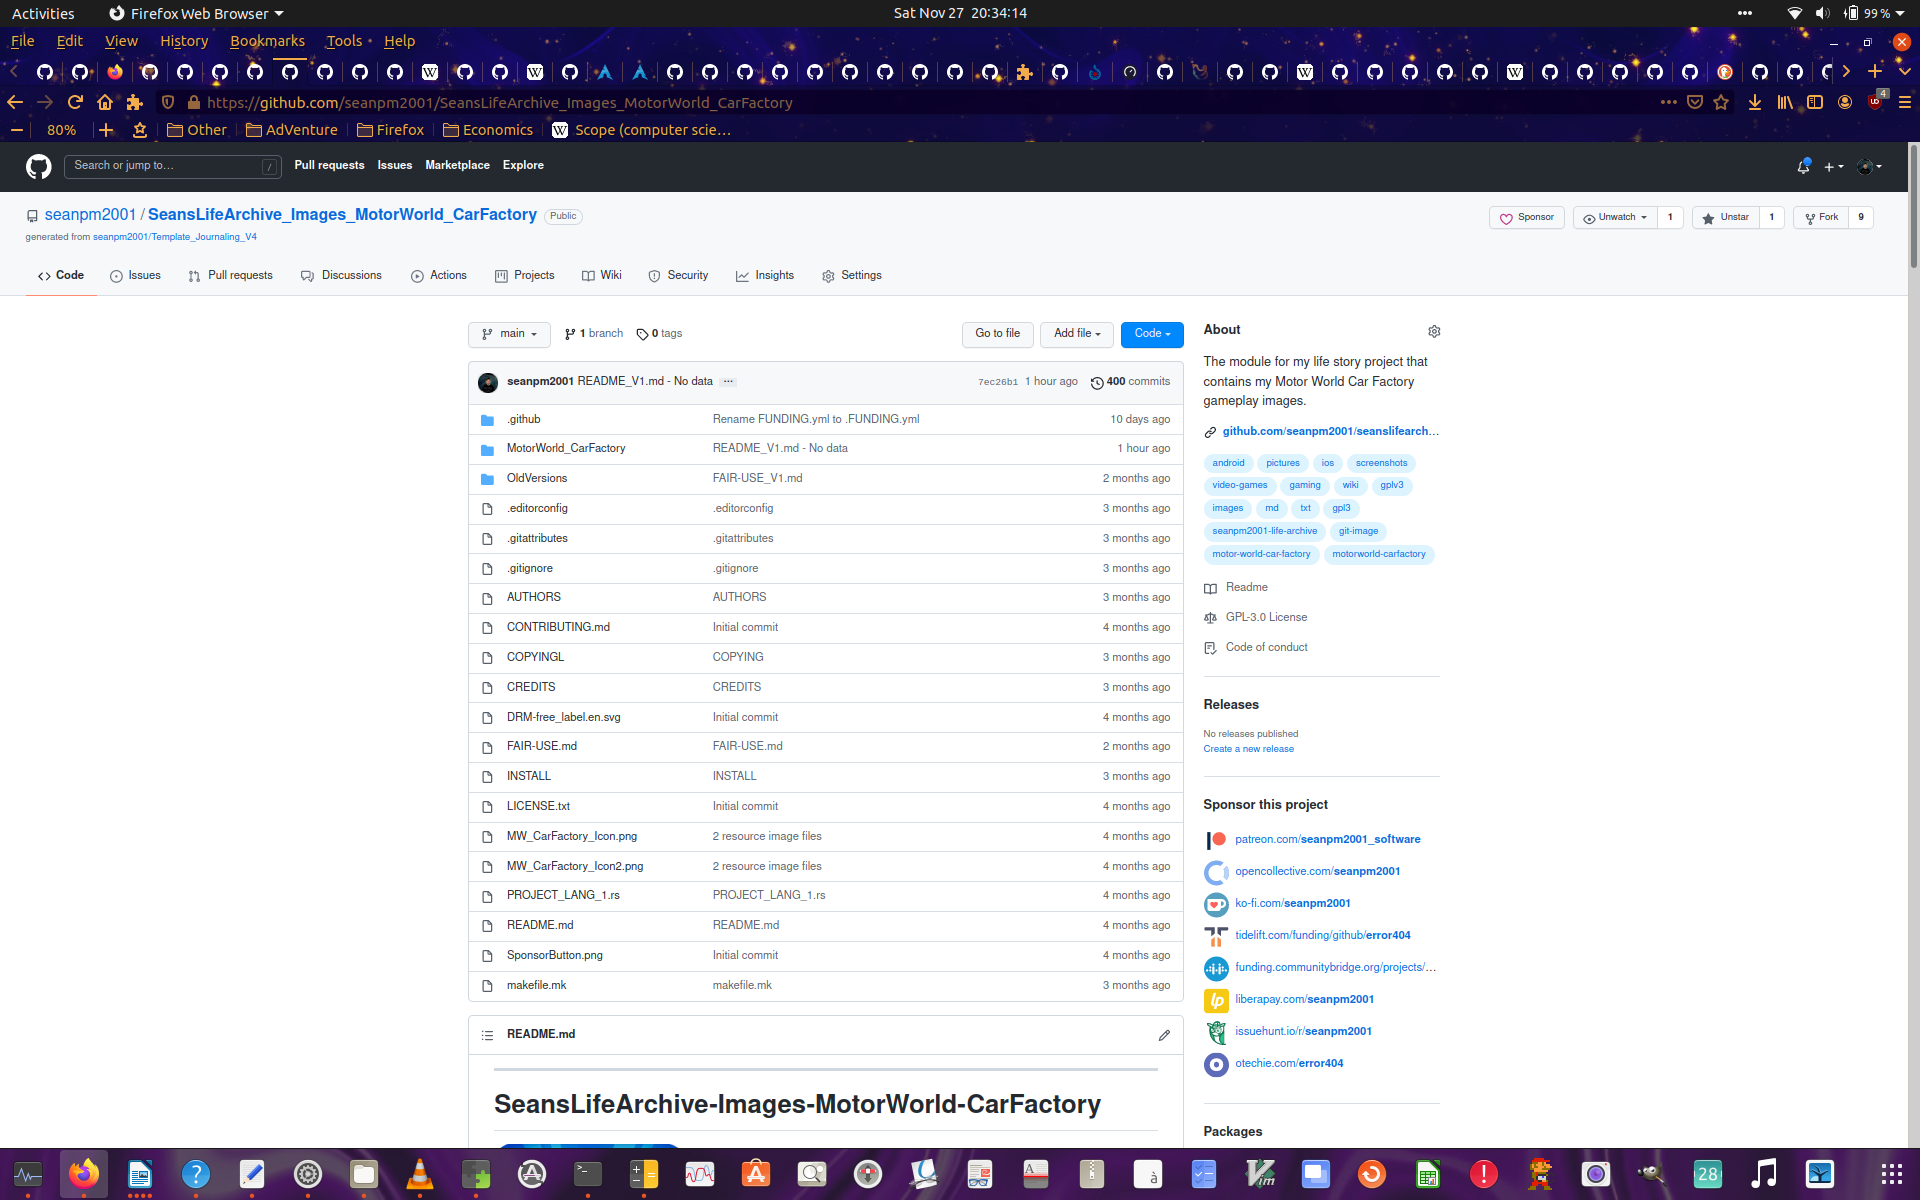 Activities Firefox Web Browser Sat Nov 27 20:34:14 99 %
File Edit View History Bookmarks Tools Help
https://github.com/seanpm2001/SeansLifeArchive_Images_MotorWorld_CarFactory 4
80% Other AdVenture Firefox Economics W Scope (computer scie…
Search or jump to… / Pull requests Issues Marketplace Explore
seanpm2001 / SeansLifeArchive_Images_MotorWorld_CarFactory Public Sponsor Unwatch 1 Unstar 1 Fork 9
generated from seanpm2001/Template_Journaling_V4
Code Issues Pull requests Discussions Actions Projects Wiki Security Insights Settings
main 1 branch 0 tags Go to file Add file Code
seanpm2001 README_V1.md - No data ... 7ec26b1 1 hour ago 400 commits
.github Rename FUNDING.yml to .FUNDING.yml 10 days ago
MotorWorld_CarFactory README_V1.md - No data 1 hour ago
OldVersions FAIR-USE_V1.md 2 months ago
.editorconfig .editorconfig 3 months ago
.gitattributes .gitattributes 3 months ago
.gitignore .gitignore 3 months ago
AUTHORS AUTHORS 3 months ago
CONTRIBUTING.md Initial commit 4 months ago
COPYINGL COPYING 3 months ago
CREDITS CREDITS 3 months ago
DRM-free_label.en.svg Initial commit 4 months ago
FAIR-USE.md FAIR-USE.md 2 months ago
INSTALL INSTALL 3 months ago
LICENSE.txt Initial commit 4 months ago
MW_CarFactory_Icon.png 2 resource image files 4 months ago
MW_CarFactory_Icon2.png 2 resource image files 4 months ago
PROJECT_LANG_1.rs PROJECT_LANG_1.rs 4 months ago
README.md README.md 4 months ago
SponsorButton.png Initial commit 4 months ago
makefile.mk makefile.mk 3 months ago
README.md
SeansLifeArchive-Images-MotorWorld-CarFactory
About
The module for my life story project that
contains my Motor World Car Factory
gameplay images.
github.com/seanpm2001/seanslifearch…
android pictures ios screenshots
video-games gaming wiki gplv3
images md txt gpl3
seanpm2001-life-archive git-image
motor-world-car-factory motorworld-carfactory
Readme
GPL-3.0 License
Code of conduct
Releases
No releases published
Create a new release
Sponsor this project
patreon.com/seanpm2001_software
opencollective.com/seanpm2001
ko-fi.com/seanpm2001
tidelift.com/funding/github/error404
funding.communitybridge.org/projects/…
liberapay.com/seanpm2001
issuehunt.io/r/seanpm2001
otechie.com/error404
Packages
28